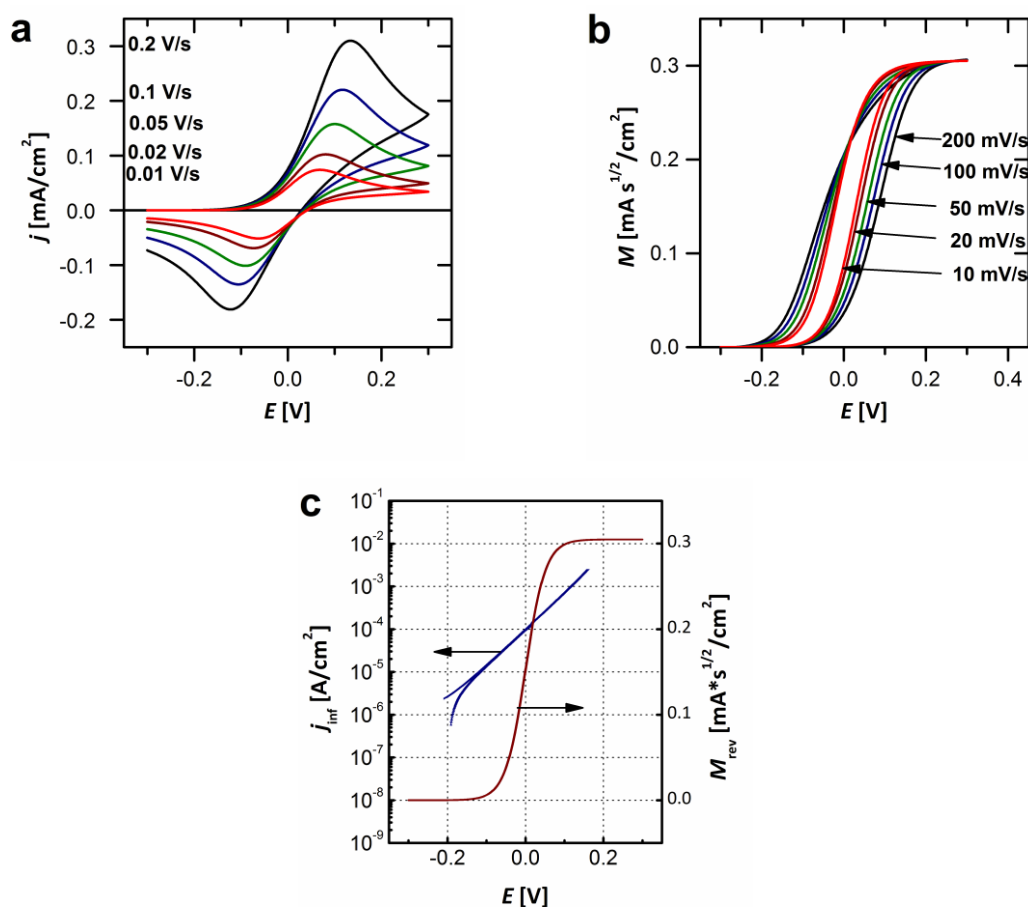 a
0.3
0.2
0.1
0.0
-0.1
-0.2
j [mA/cm²]
0.2 V/s
0.1 V/s
0.05 V/s
0.02 V/s
0.01 V/s
-0.2 0.0 0.2
E [V]
b
0.3
0.2
0.1
0.0
M [mA s^1/2/cm²]
200 mV/s
100 mV/s
50 mV/s
20 mV/s
10 mV/s
-0.2 0.0 0.2 0.4
E [V]
c
10⁻¹
10⁻²
10⁻³
10⁻⁴
10⁻⁵
10⁻⁶
10⁻⁷
10⁻⁸
10⁻⁹
j_inf [A/cm²]
0.3
0.2
0.1
0.0
M_rev [mA*s^1/2/cm²]
-0.2 0.0 0.2
E [V]